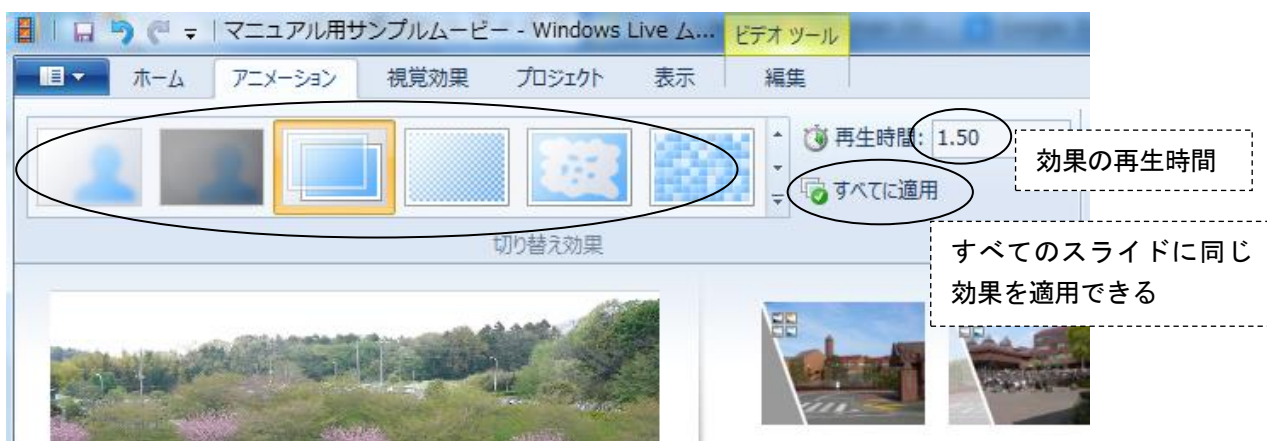 マニュアル用サンプルムービー - Windows Live ム...
ビデオ ツール
ホーム アニメーション 視覚効果 プロジェクト 表示 編集
再生時間: 1.50
効果の再生時間
すべてに適用
切り替え効果
すべてのスライドに同じ
効果を適用できる